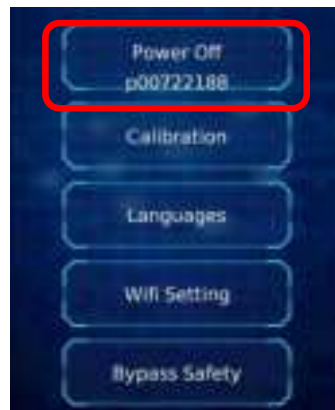 Power Off
p00722188
Calibration
Languages
Wifi Setting
Bypass Safety